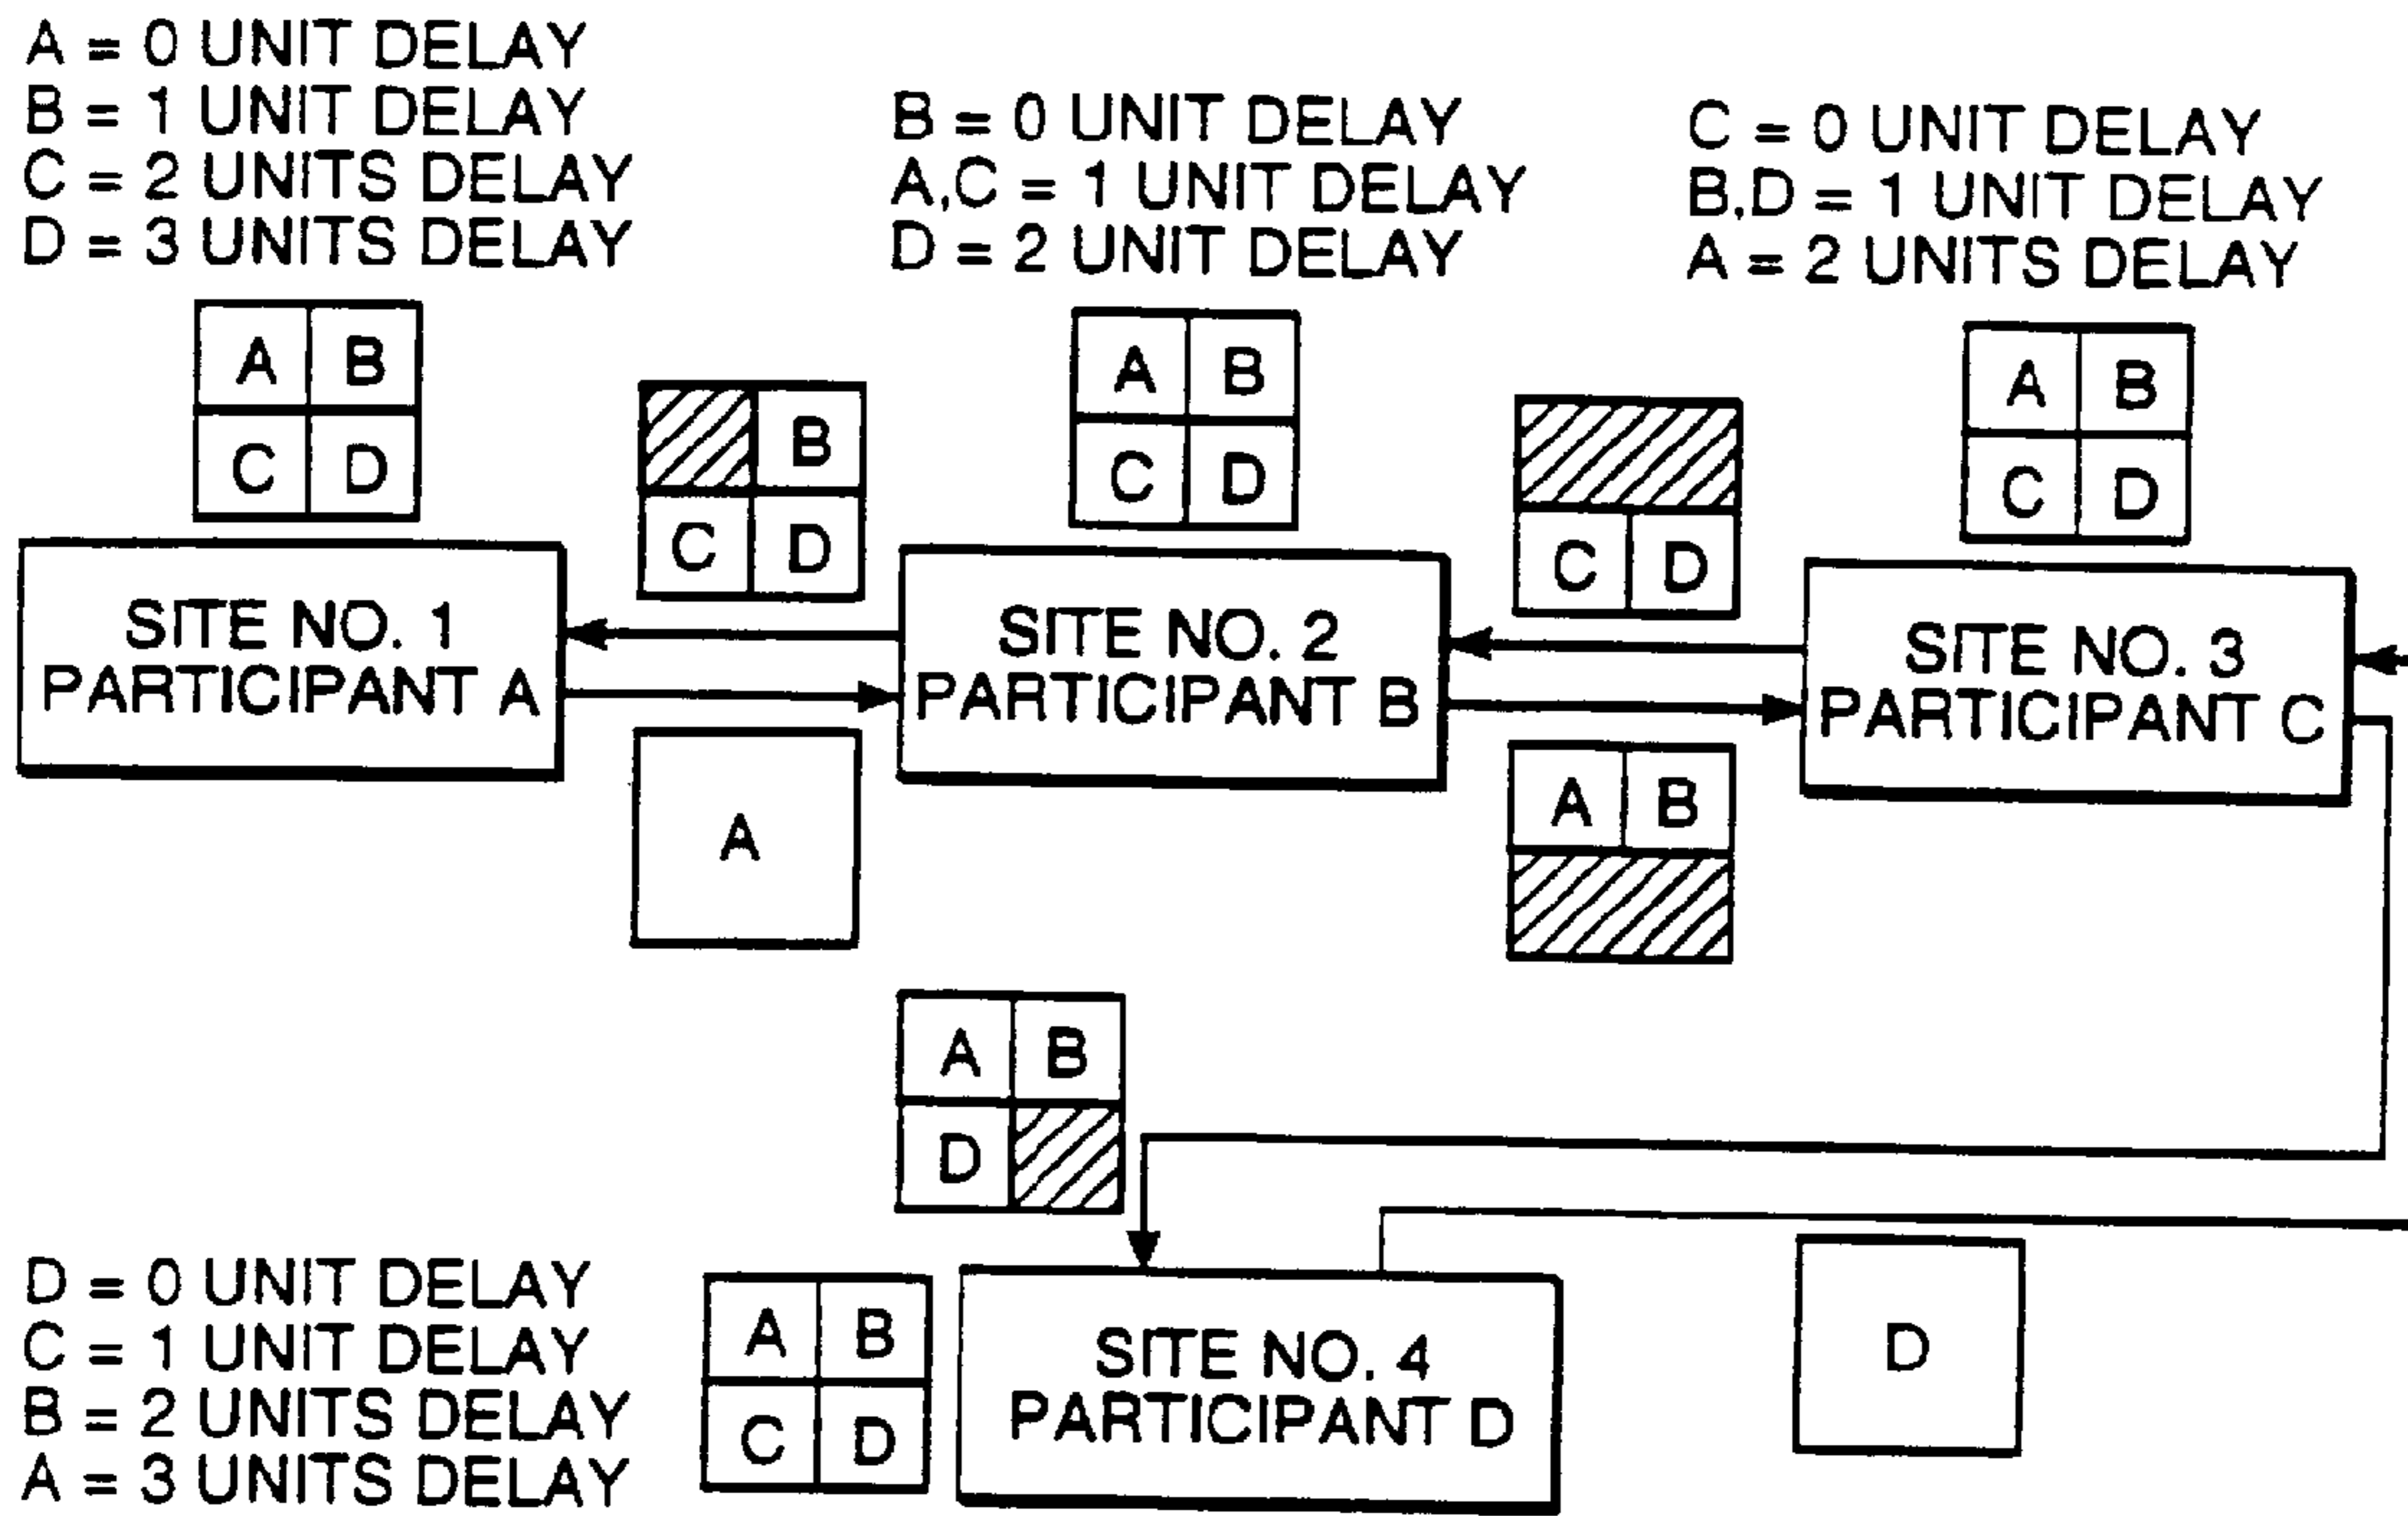 A = 0 UNIT DELAY
B = 1 UNIT DELAY
C = 2 UNITS DELAY
D = 3 UNITS DELAY
B = 0 UNIT DELAY
A,C = 1 UNIT DELAY
D = 2 UNIT DELAY
C = 0 UNIT DELAY
B,D = 1 UNIT DELAY
A = 2 UNITS DELAY
A B
C D
B
C D
A B
C D
C D
A B
C D
SITE NO. 1
PARTICIPANT A
SITE NO. 2
PARTICIPANT B
SITE NO. 3
PARTICIPANT C
A
A B
A B
D
D = 0 UNIT DELAY
C = 1 UNIT DELAY
B = 2 UNITS DELAY
A = 3 UNITS DELAY
A B
C D
SITE NO. 4
PARTICIPANT D
D